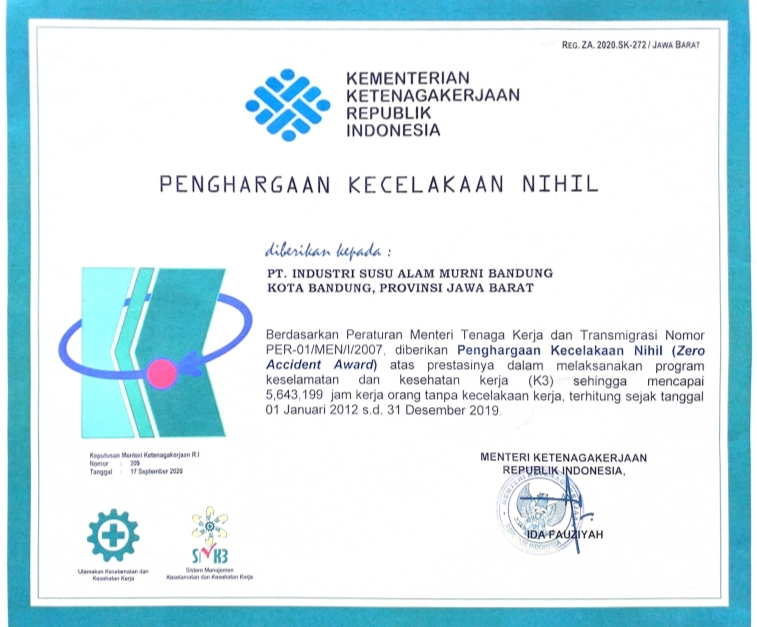 REG. ZA. 2020.SK-272 / JAWA BARAT
KEMENTERIAN
KETENAGAKERJAAN
REPUBLIK
INDONESIA
PENGHARGAAN KECELAKAAN NIHIL
diberikan kepada :
PT. INDUSTRI SUSU ALAM MURNI BANDUNG
KOTA BANDUNG, PROVINSI JAWA BARAT
Berdasarkan Peraturan Menteri Tenaga Kerja dan Transmigrasi Nomor
PER-01/MEN/I/2007, diberikan Penghargaan Kecelakaan Nihil (Zero
Accident Award) atas prestasinya dalam melaksanakan program
keselamatan dan kesehatan kerja (K3) sehingga mencapai
5,643,199 jam kerja orang tanpa kecelakaan kerja, terhitung sejak tanggal
01 Januari 2012 s.d. 31 Desember 2019.
Keputusan Menteri Ketenagakerjaan R.I
Nomor : 309
Tanggal : 17 September 2020
MENTERI KETENAGAKERJAAN
REPUBLIK INDONESIA,
IDA FAUZIYAH
SMK3
Utamakan Keselamatan dan
Kesehatan Kerja
Sistem Manajemen
Keselamatan dan Kesehatan Kerja